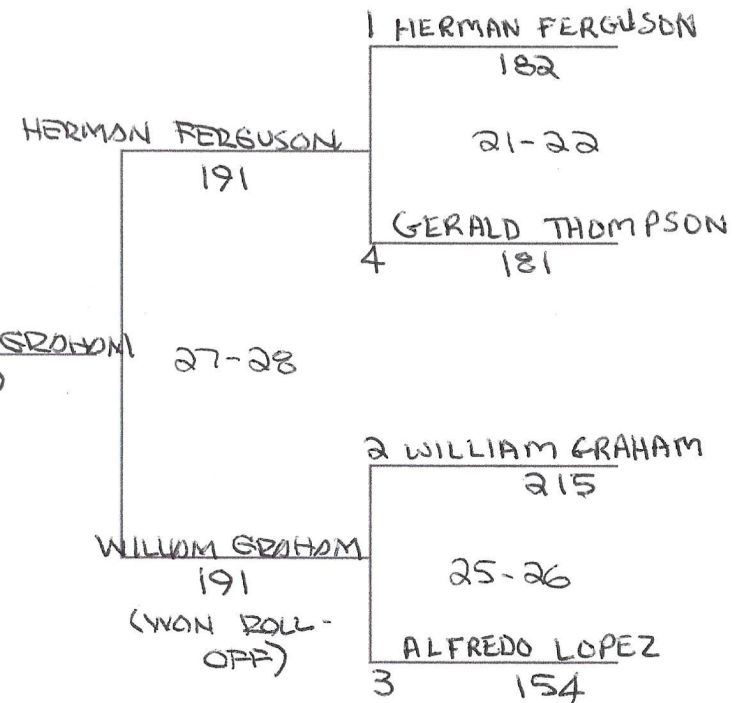 1 HERMAN FERGUSON
182
HERMAN FERGUSON
191
21-22
GERALD THOMPSON
4
181
GRAHAM
27-28
2 WILLIAM GRAHAM
215
WILLIAM GRAHAM
191
25-26
(WON ROLL-
OFF)
ALFREDO LOPEZ
3
154